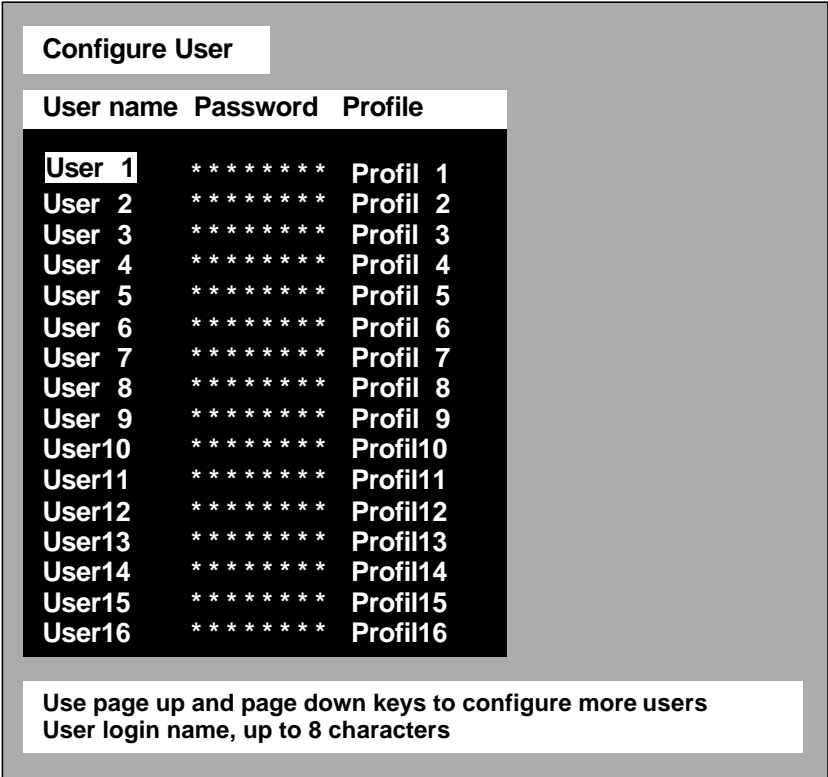 Configure User
User name Password Profile
User 1 * * * * * * * * Profil 1
User 2 * * * * * * * * Profil 2
User 3 * * * * * * * * Profil 3
User 4 * * * * * * * * Profil 4
User 5 * * * * * * * * Profil 5
User 6 * * * * * * * * Profil 6
User 7 * * * * * * * * Profil 7
User 8 * * * * * * * * Profil 8
User 9 * * * * * * * * Profil 9
User10 * * * * * * * * Profil10
User11 * * * * * * * * Profil11
User12 * * * * * * * * Profil12
User13 * * * * * * * * Profil13
User14 * * * * * * * * Profil14
User15 * * * * * * * * Profil15
User16 * * * * * * * * Profil16
Use page up and page down keys to configure more users
User login name, up to 8 characters